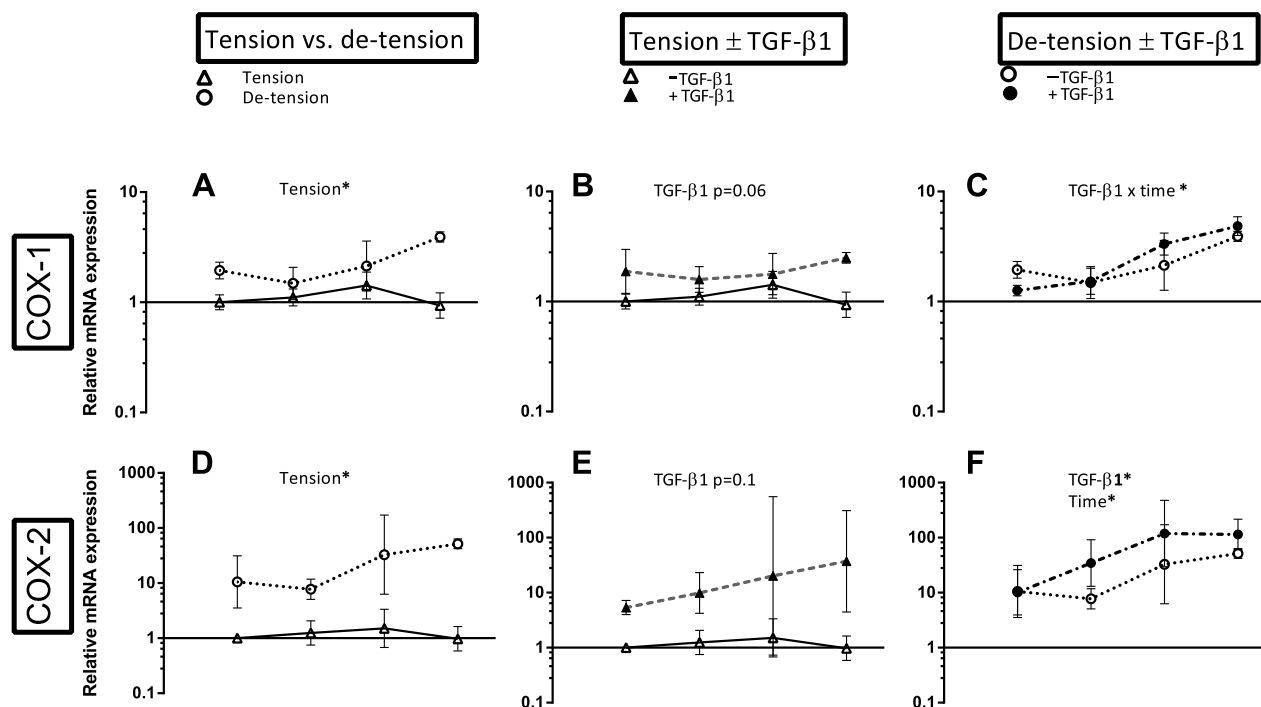 Tension vs. de-tension
Tension
De-tension
Tension ± TGF-β1
-TGF-β1
+ TGF-β1
De-tension ± TGF-β1
-TGF-β1
+ TGF-β1
COX-1
Relative mRNA expression
A
Tension*
10
1
0.1
B
TGF-β1 p=0.06
10
1
0.1
C
TGF-β1 x time *
10
1
0.1
COX-2
Relative mRNA expression
D
Tension*
1000
100
10
1
0.1
E
TGF-β1 p=0.1
1000
100
10
1
0.1
F
TGF-β1*
Time*
1000
100
10
1
0.1